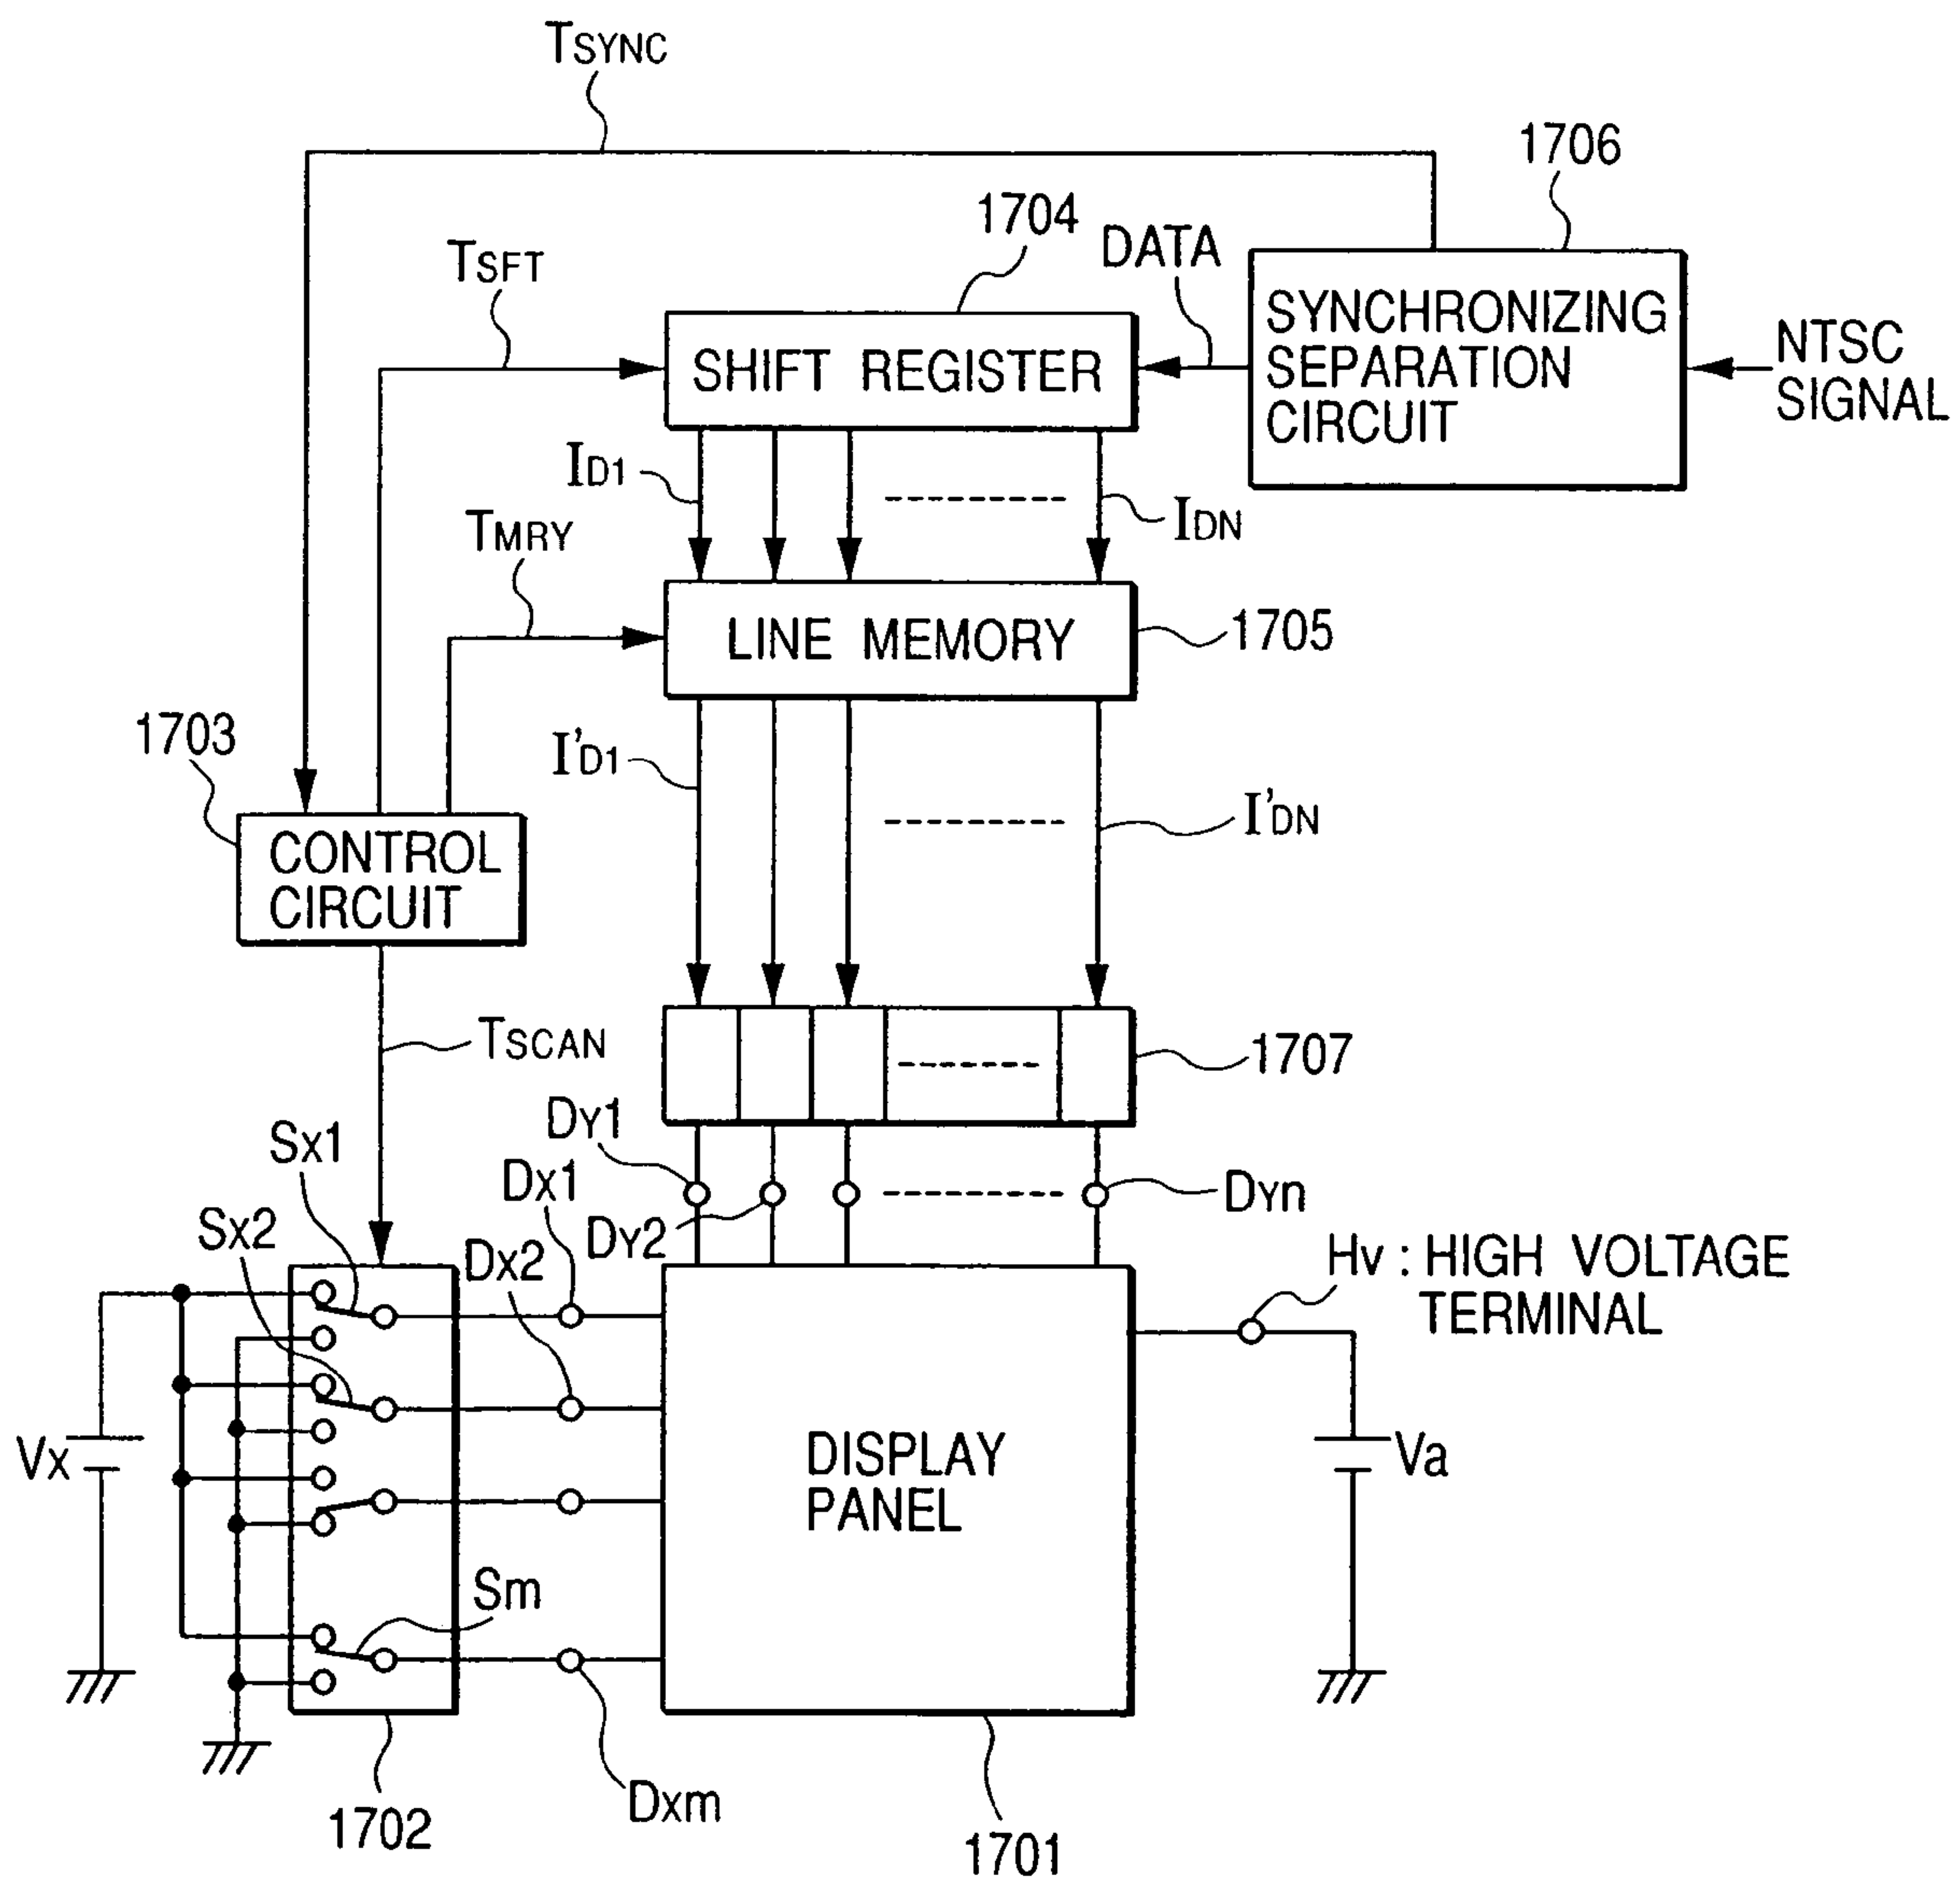 TSYNC
1706
1704
DATA
TSFT
SYNCHRONIZING
SEPARATION
CIRCUIT
NTSC
SIGNAL
SHIFT REGISTER
ID1
IDN
TMRY
LINE MEMORY
1705
1703
I'D1
I'DN
CONTROL
CIRCUIT
TSCAN
1707
DY1
SX1
DX1
DYn
SX2
DY2
DX2
Hv : HIGH VOLTAGE
TERMINAL
VX
DISPLAY
PANEL
Va
Sm
DXm
1702
1701